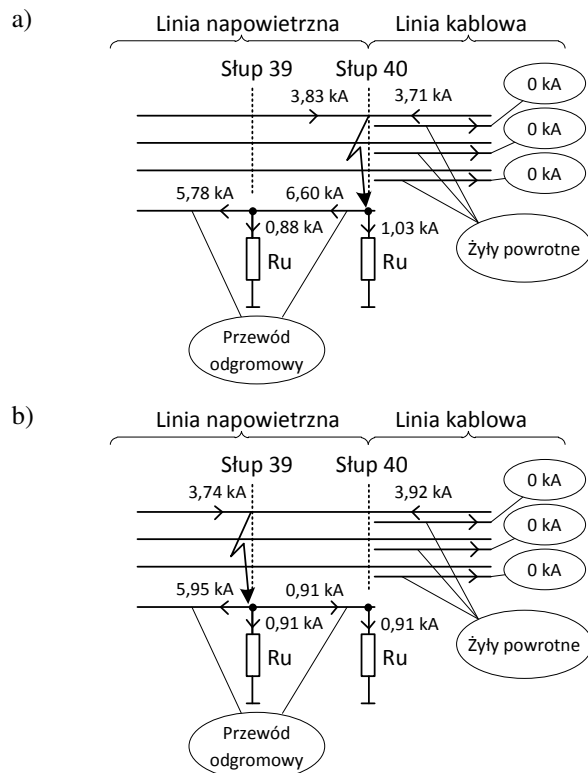 a)
Linia napowietrzna Linia kablowa
Słup 39 Słup 40
0 kA
3,83 kA 3,71 kA
0 kA
0 kA
5,78 kA 6,60 kA
0,88 kA 1,03 kA
Żyły powrotne
Ru Ru
Przewód
odgromowy
b)
Linia napowietrzna Linia kablowa
Słup 39 Słup 40
0 kA
3,74 kA 3,92 kA
0 kA
0 kA
5,95 kA 0,91 kA
0,91 kA 0,91 kA
Żyły powrotne
Ru Ru
Przewód
odgromowy